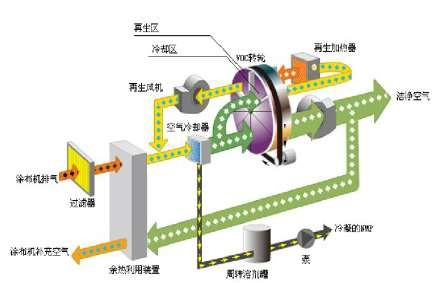 再生区
冷却区
VOC转轮
再生加热器
再生风机
空气冷却器
洁净空气
涂布机排气
过滤器
涂布机补充空气
余热利用装置
周转溶剂罐
泵
冷凝的NMP